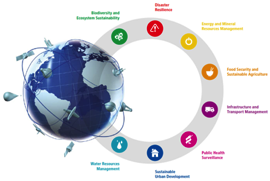 Disaster
Resilience
Biodiversity and
Ecosystem Sustainability
Energy and Mineral
Resources Management
Food Security and
Sustainable Agriculture
Infrastructure and
Transport Management
Public Health
Surveillance
Sustainable
Urban Development
Water Resources
Management